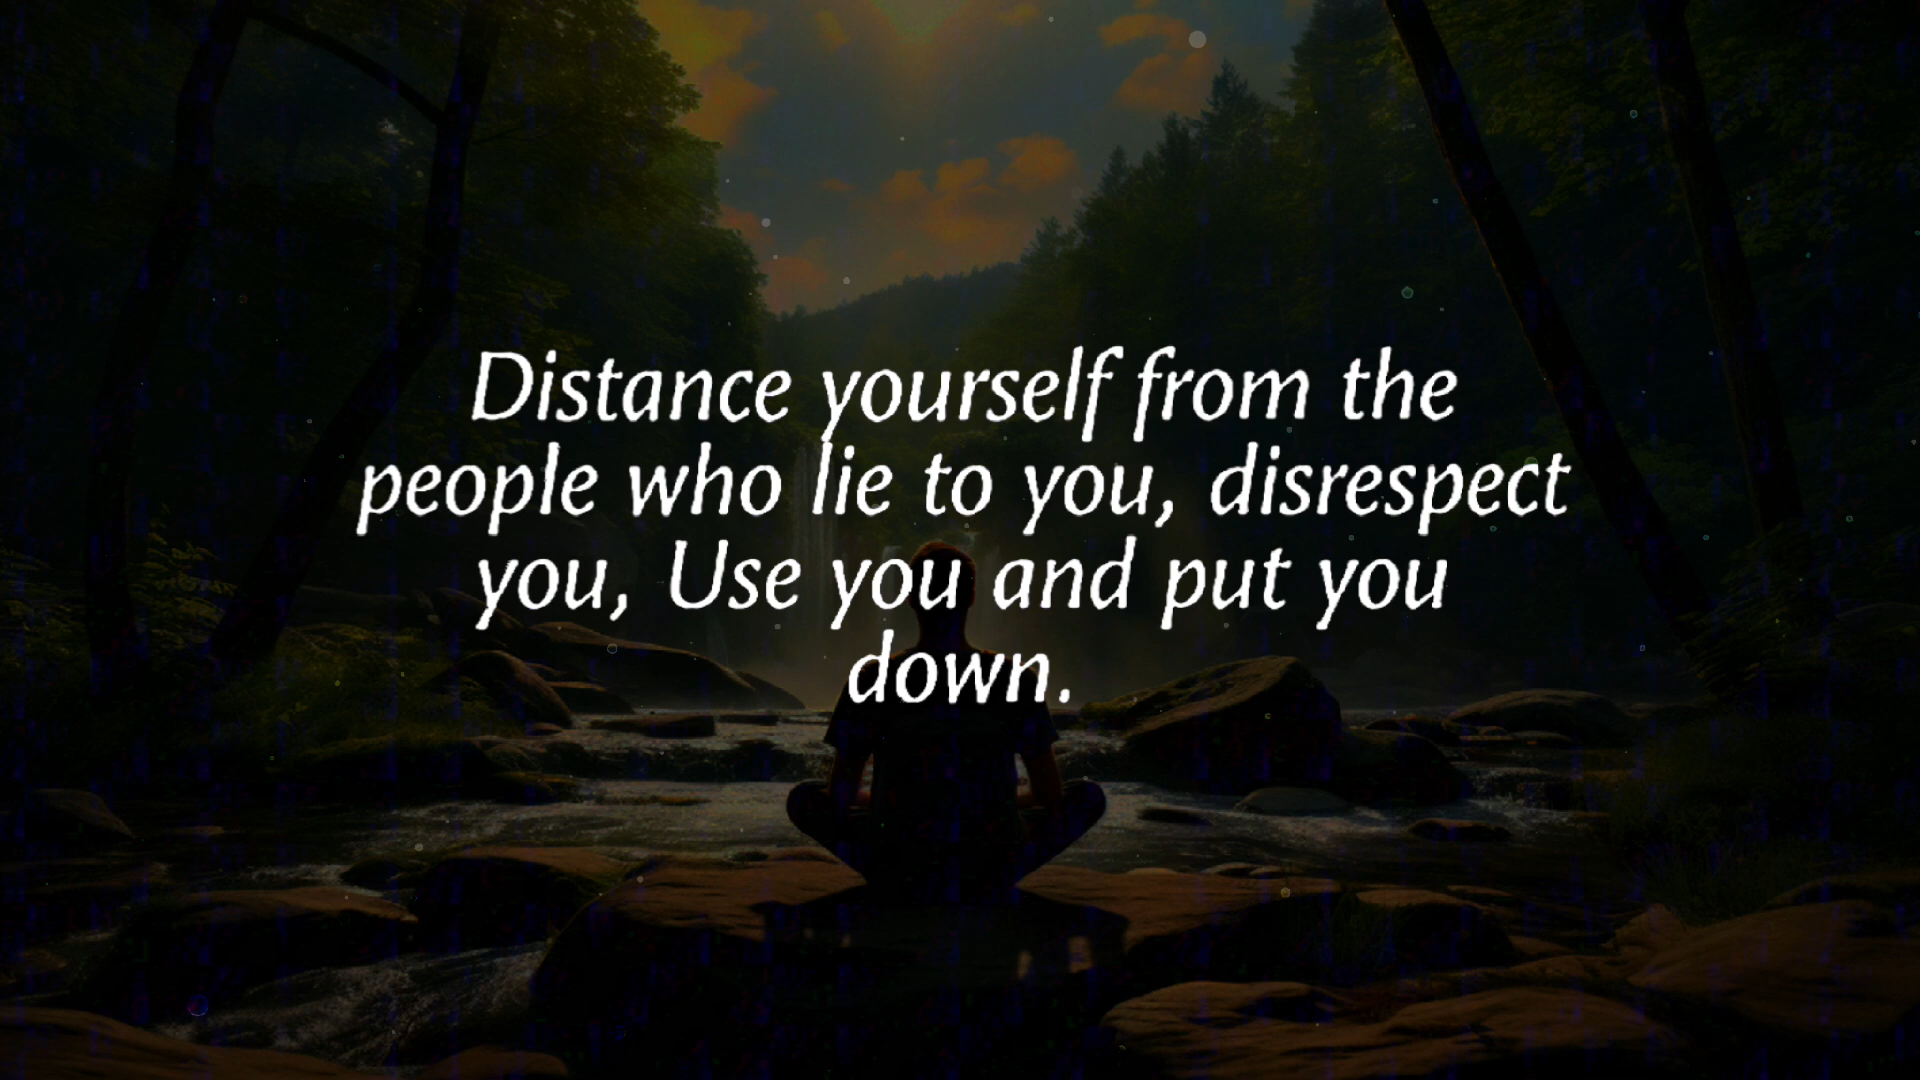 Distance yourself from the
people who lie to you, disrespect
you, Use you and put you
down.